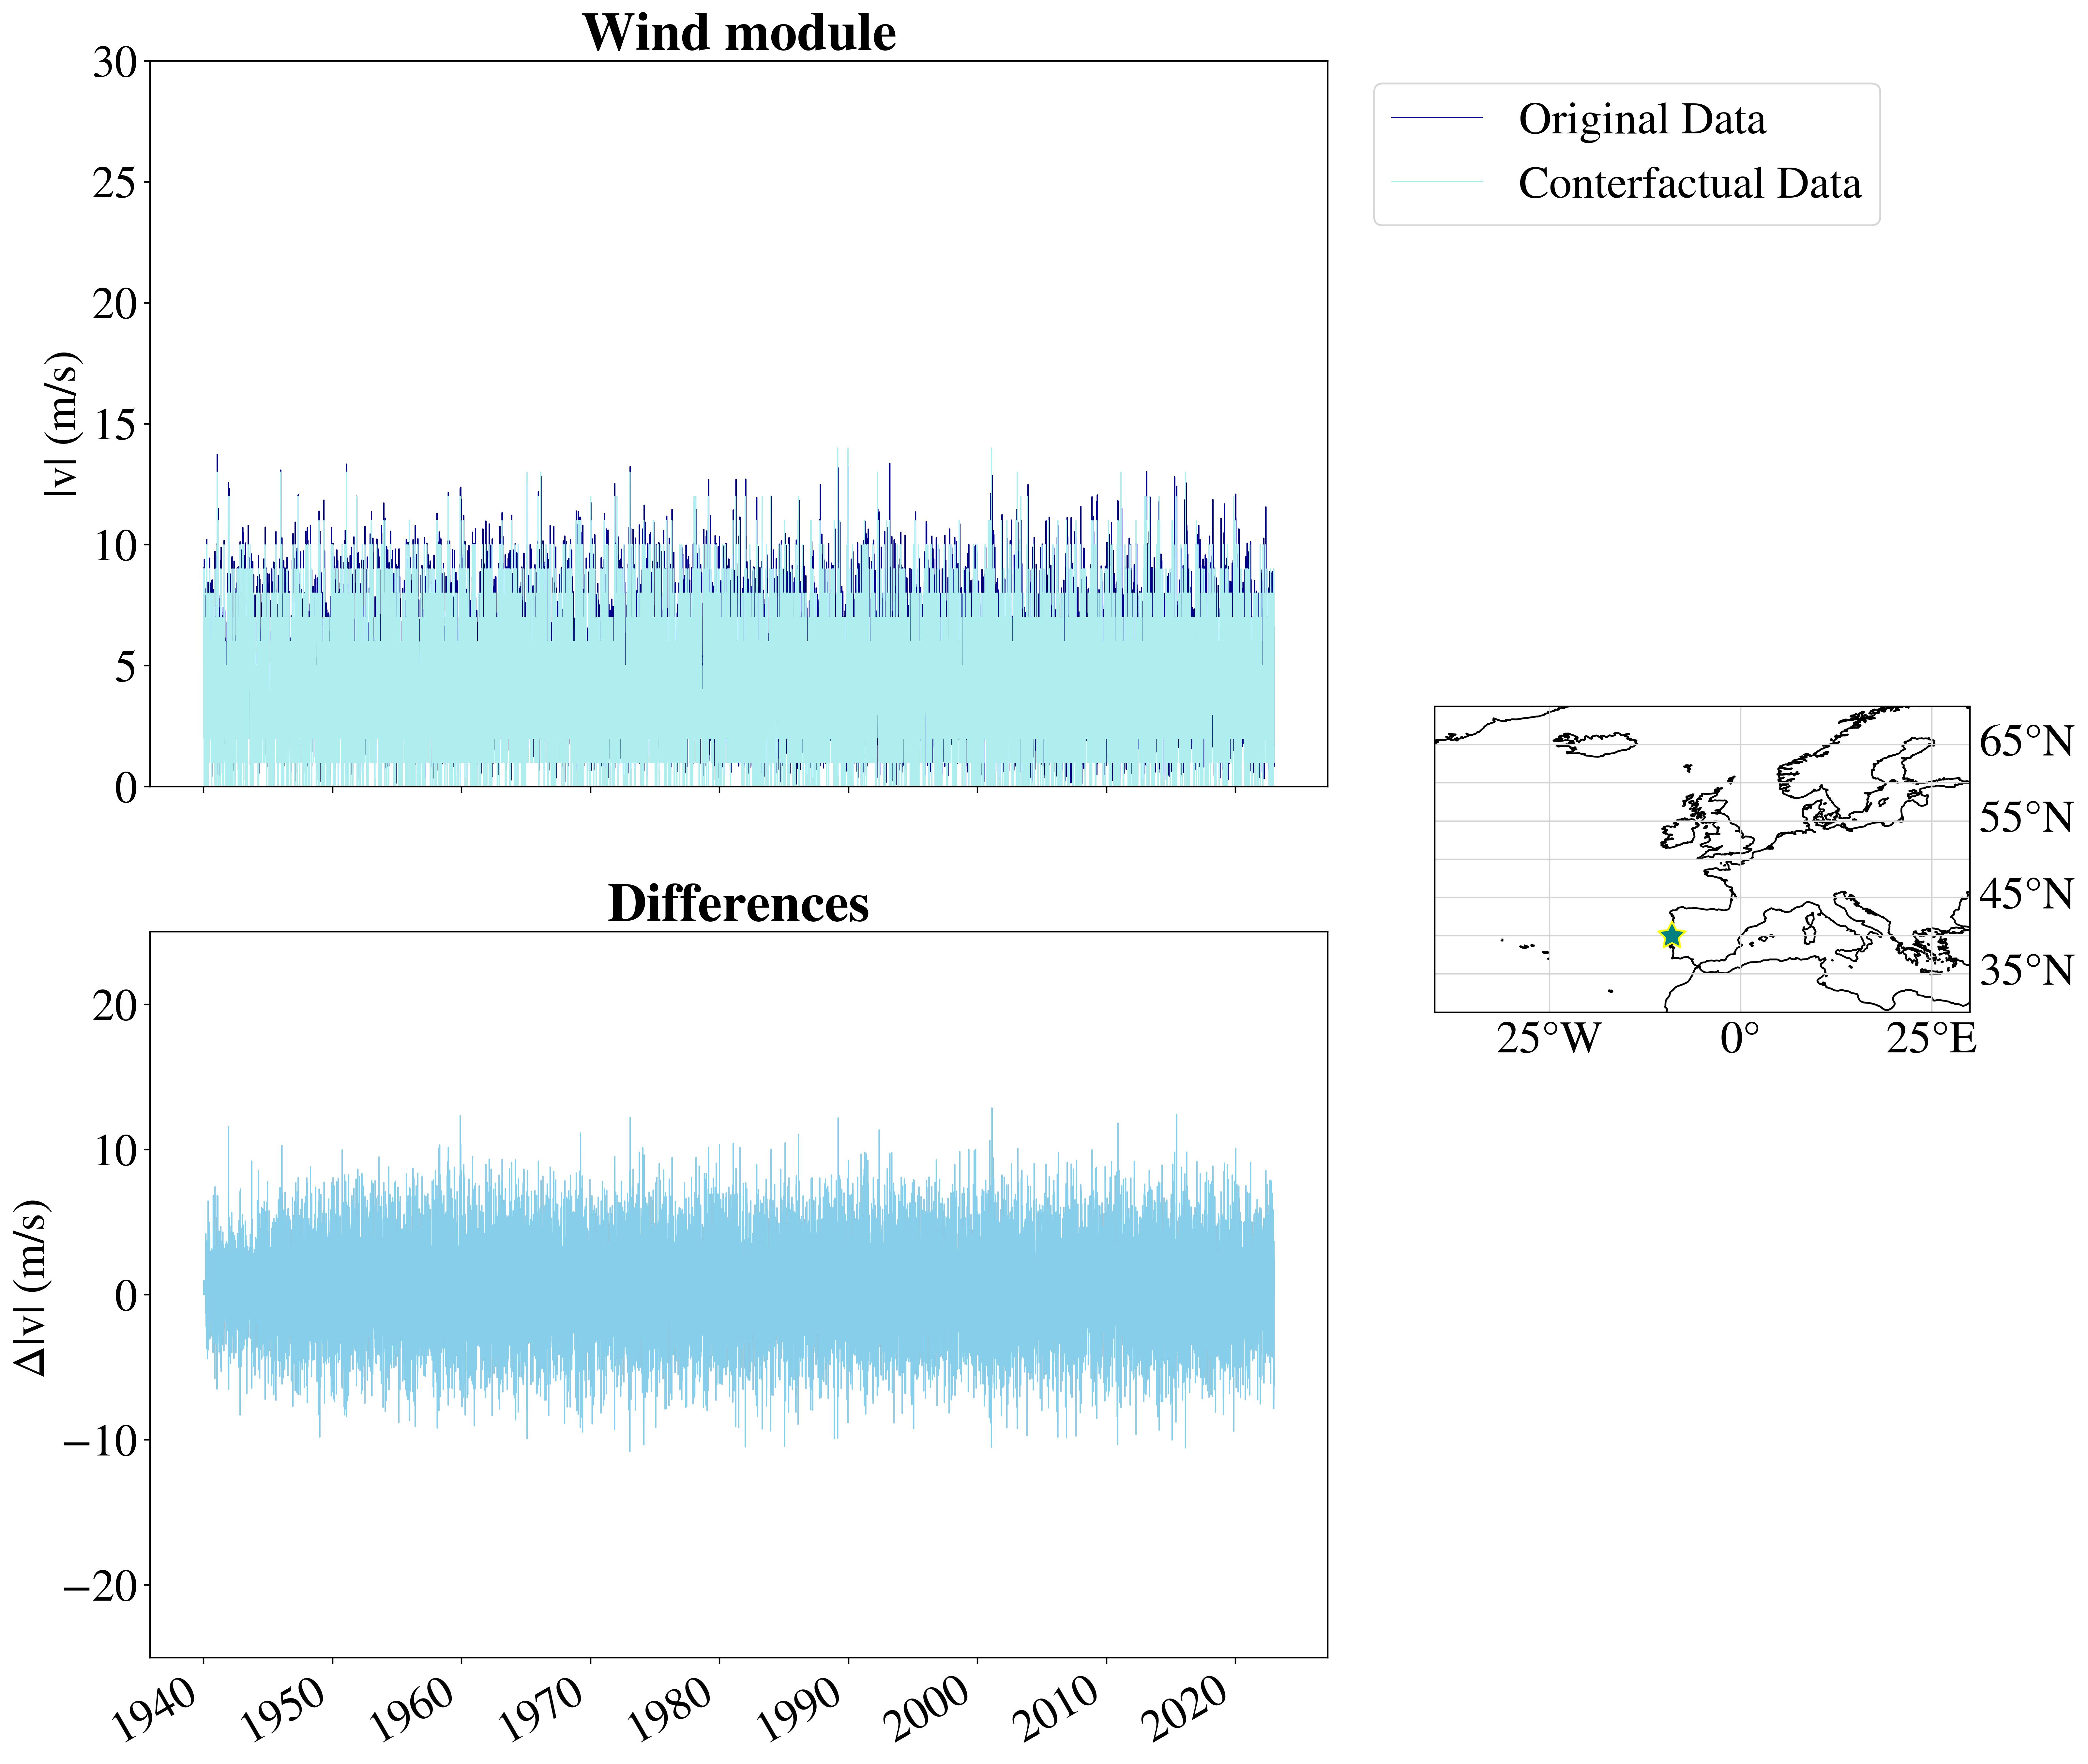 Wind module
30
25
20
15
10
5
0
|v| (m/s)
Original Data
Conterfactual Data
65°N
55°N
45°N
35°N
25°W 0° 25°E
Differences
20
10
0
−10
−20
Δ|v| (m/s)
1940 1950 1960 1970 1980 1990 2000 2010 2020